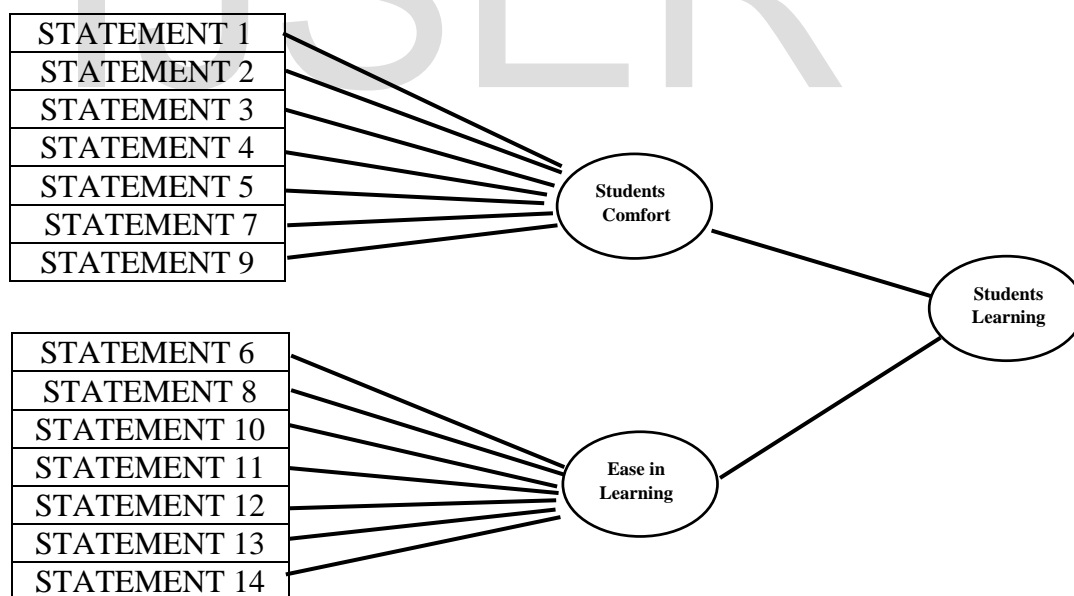 IJSER
STATEMENT 1
STATEMENT 2
STATEMENT 3
STATEMENT 4
STATEMENT 5
STATEMENT 7
STATEMENT 9
Students
Comfort
Students
Learning
STATEMENT 6
STATEMENT 8
STATEMENT 10
STATEMENT 11
STATEMENT 12
STATEMENT 13
STATEMENT 14
Ease in
Learning